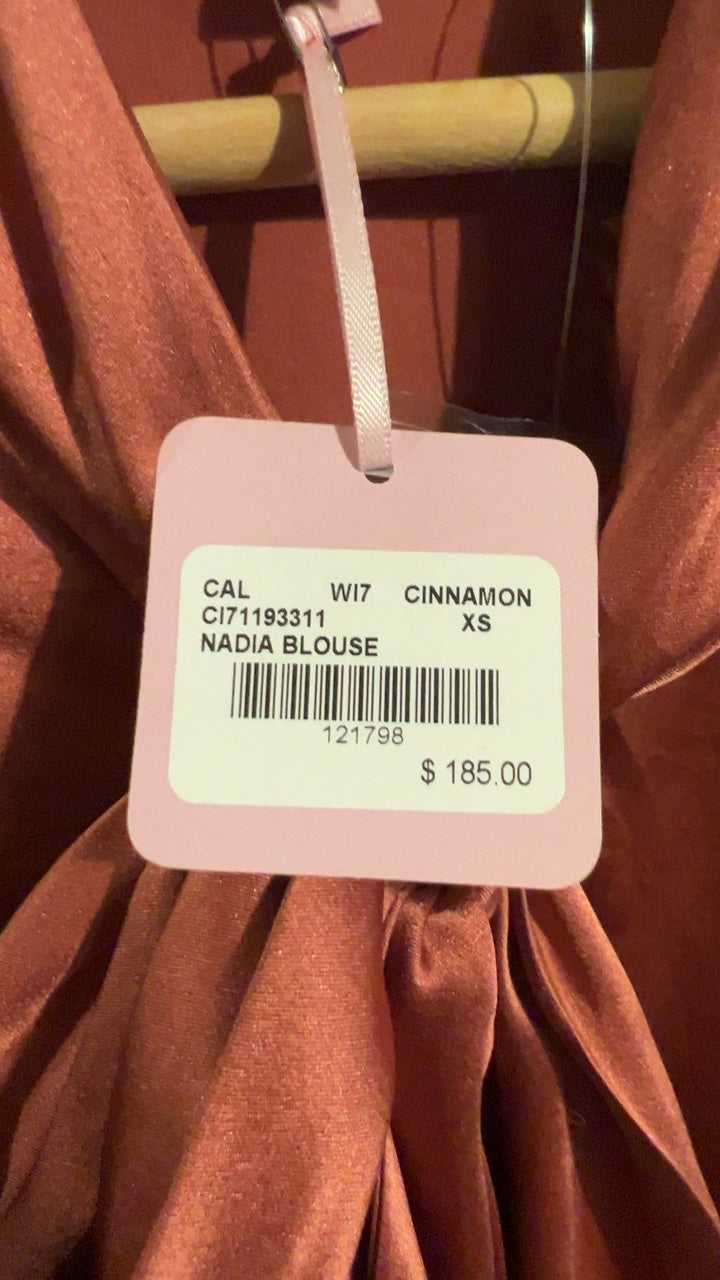 CAL WI7 CINNAMON
CI71193311 XS
NADIA BLOUSE
121798
$ 185.00